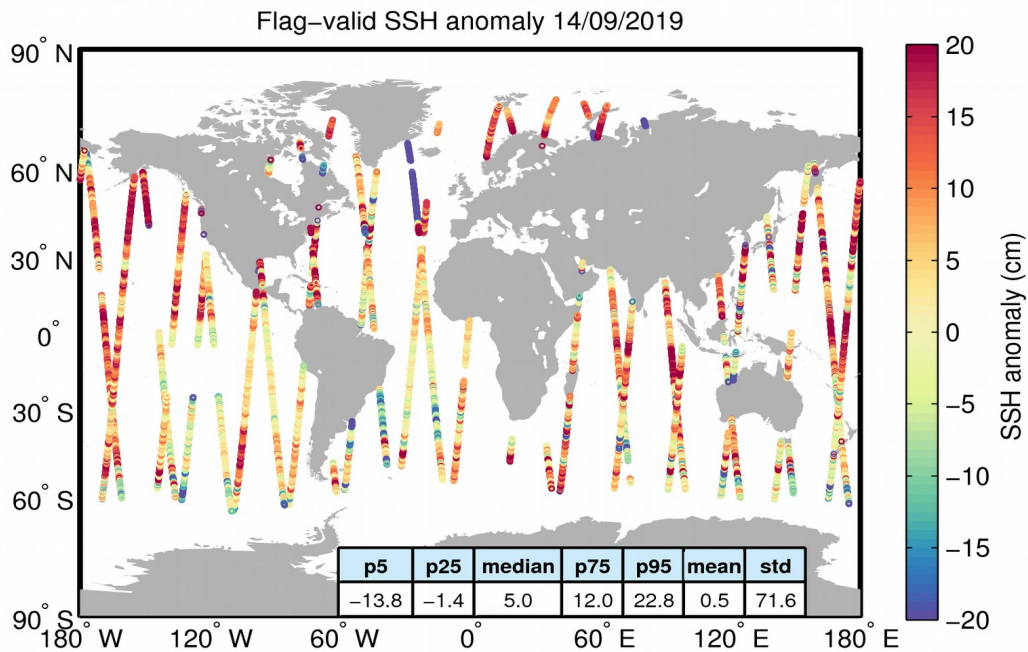 Flag−valid SSH anomaly 14/09/2019
90° N
60° N
30° N
0°
30° S
60° S
90° S
180° W
120° W
60° W
0°
60° E
120° E
180° E
20
15
10
5
0
−5
−10
−15
−20
SSH anomaly (cm)
p5 p25 median p75 p95 mean std
−13.8 −1.4 5.0 12.0 22.8 0.5 71.6